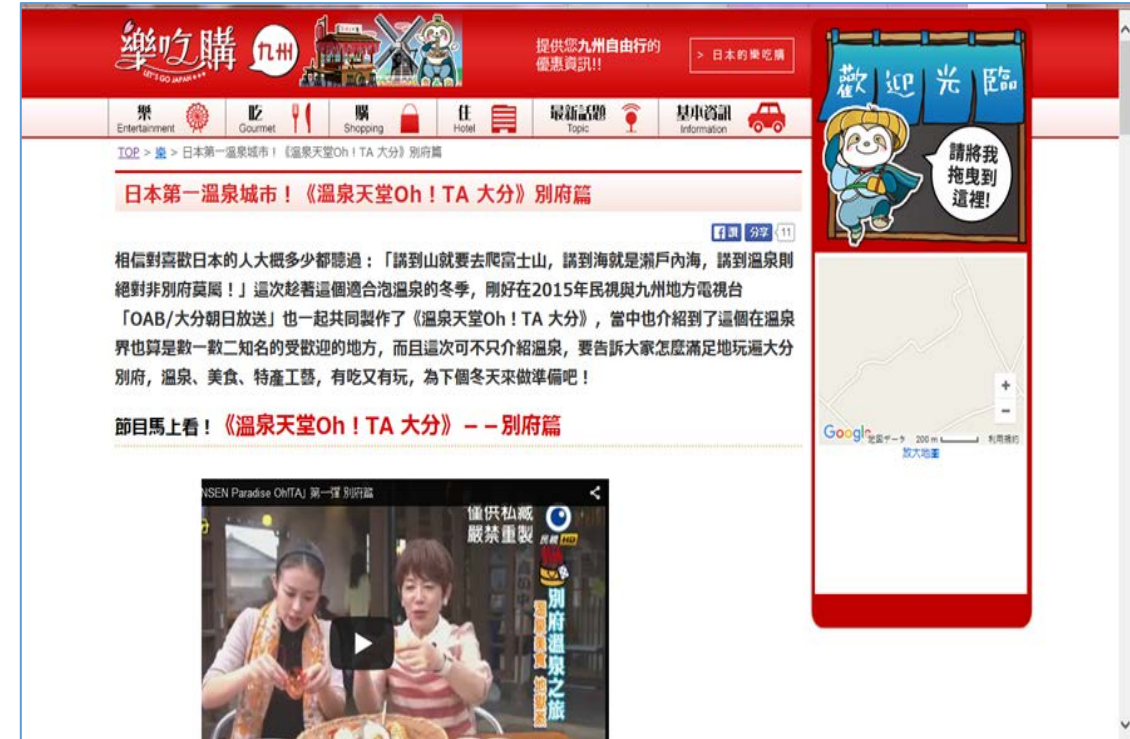 樂吃購
LET'S GO JAPAN
九州
提供您九州自由行的
優惠資訊!!
> 日本的樂吃購
樂
Entertainment
吃
Gourmet
購
Shopping
住
Hotel
最新話題
Topic
基本資訊
Information
TOP > 樂 > 日本第一溫泉城市！《溫泉天堂Oh！TA 大分》別府篇
日本第一溫泉城市！《溫泉天堂Oh！TA 大分》別府篇
讚 分享 11
相信對喜歡日本的人大概多少都聽過：「講到山就要去爬富士山，講到海就是瀨戶內海，講到溫泉則
絕對非別府莫屬！」這次趁著這個適合泡溫泉的冬季，剛好在2015年民視與九州地方電視台
「OAB/大分朝日放送」也一起共同製作了《溫泉天堂Oh！TA 大分》，當中也介紹到了這個在溫泉
界也算是數一數二知名的受歡迎的地方，而且這次可不只介紹溫泉，要告訴大家怎麼滿足地玩遍大分
別府，溫泉、美食、特產工藝，有吃又有玩，為下個冬天來做準備吧！
節目馬上看！《溫泉天堂Oh！TA 大分》－－別府篇
NSEN Paradise Oh!TA」第一彈 別府篇
僅供私藏
嚴禁重製
民視 HD
別府溫泉之旅
溫泉美食 地獄蒸
歡迎光臨
請將我
拖曳到
這裡!
+
-
Google
地図データ 200 m 利用規約
放大地圖